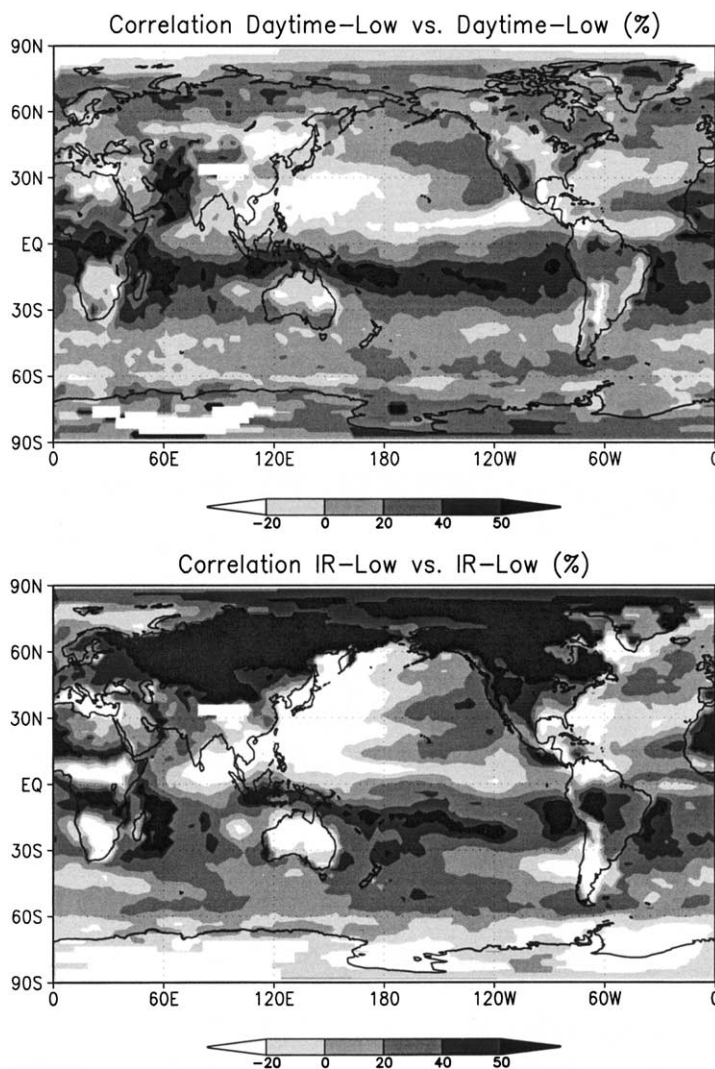 Correlation Daytime-Low vs. Daytime-Low (%)
90N
60N
30N
EQ
30S
60S
90S
0 60E 120E 180 120W 60W 0
-20 0 20 40 50
Correlation IR-Low vs. IR-Low (%)
90N
60N
30N
EQ
30S
60S
90S
0 60E 120E 180 120W 60W 0
-20 0 20 40 50